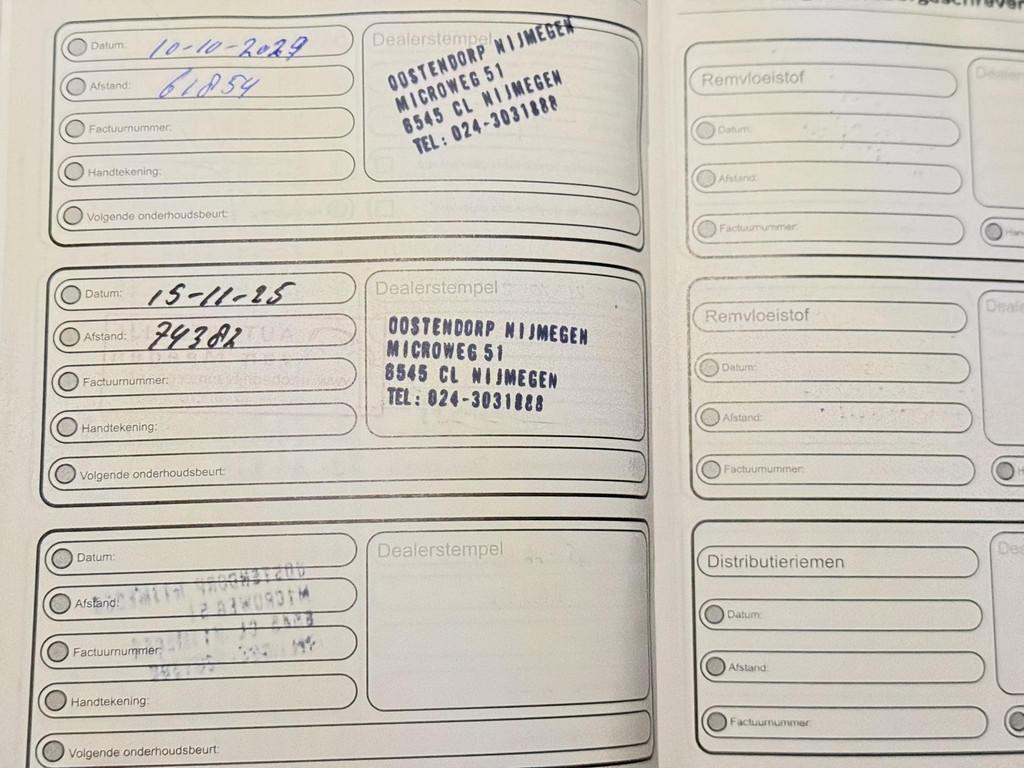 Datum: 10-10-2029
Afstand: 61854
Factuurnummer:
Handtekening:
Volgende onderhoudsbeurt:
Dealerstempel
OOSTENDORP NIJMEGEN
MICROWEG 51
6545 CL NIJMEGEN
TEL: 024-3031888
Datum: 15-11-25
Afstand: 74382
Factuurnummer:
Handtekening:
Volgende onderhoudsbeurt:
Dealerstempel
OOSTENDORP NIJMEGEN
MICROWEG 51
6545 CL NIJMEGEN
TEL: 024-3031888
Datum:
Afstand:
Factuurnummer:
Handtekening:
Volgende onderhoudsbeurt:
Dealerstempel
Remvloeistof
Datum:
Afstand:
Factuurnummer:
Remvloeistof
Datum:
Afstand:
Factuurnummer:
Distributieriemen
Datum:
Afstand:
Factuurnummer: